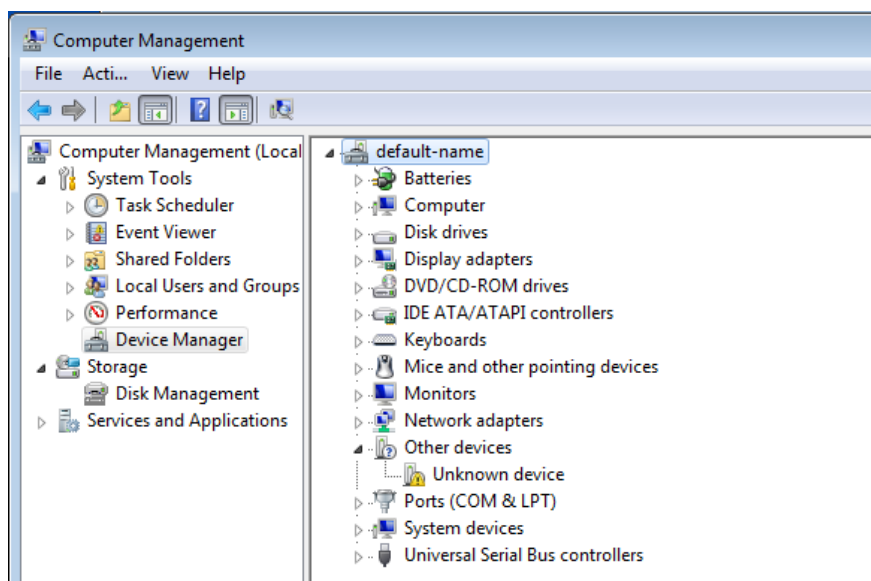 Computer Management
File Acti... View Help
Computer Management (Local
System Tools
Task Scheduler
Event Viewer
Shared Folders
Local Users and Groups
Performance
Device Manager
Storage
Disk Management
Services and Applications
default-name
Batteries
Computer
Disk drives
Display adapters
DVD/CD-ROM drives
IDE ATA/ATAPI controllers
Keyboards
Mice and other pointing devices
Monitors
Network adapters
Other devices
Unknown device
Ports (COM & LPT)
System devices
Universal Serial Bus controllers